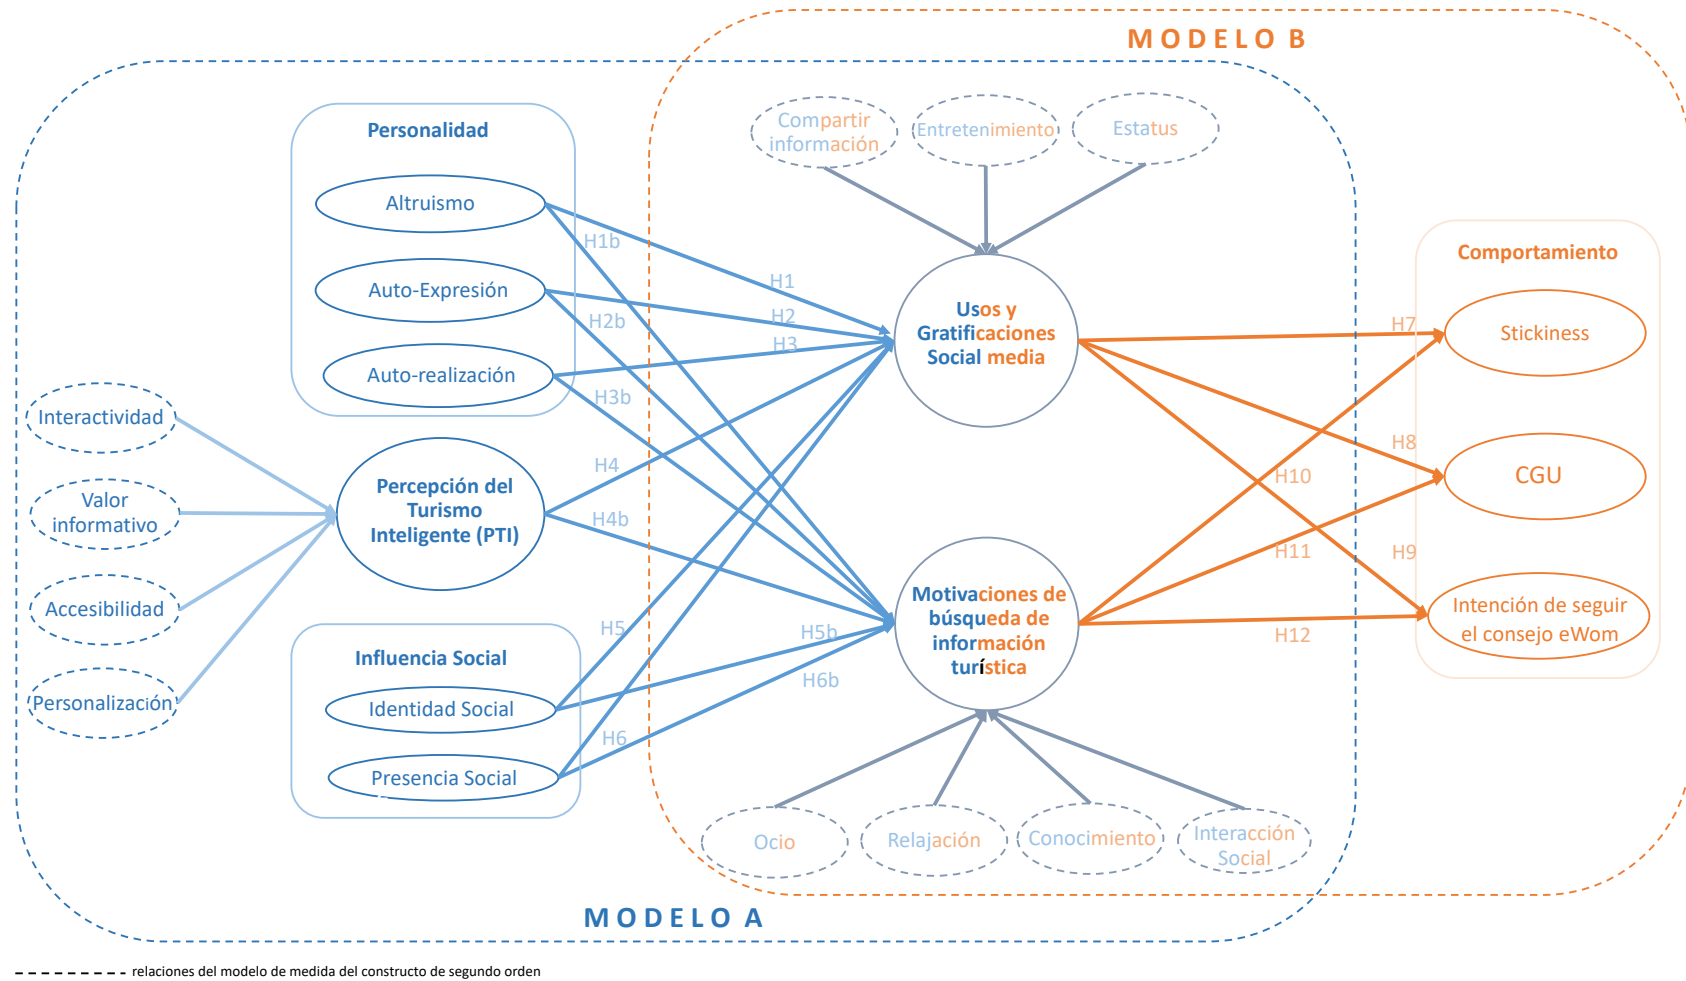 MODELO B
Personalidad
Compartir
información
Entretenimiento
Estatus
Altruismo
H1b
H1
Comportamiento
Auto-Expresión
H2b
H2
Usos y
Gratificaciones
Social media
H7
Stickiness
H3
Auto-realización
H3b
Interactividad
H4
H8
H10
CGU
Percepción del
Turismo
Inteligente (PTI)
Valor
informativo
H4b
H11
H9
Accesibilidad
Motivaciones de
búsqueda de
información
turística
Intención de seguir
el consejo eWom
H5
H5b
H12
Influencia Social
H6b
Personalización
Identidad Social
H6
Presencia Social
Ocio
Relajación
Conocimiento
Interacción
Social
MODELO A
relaciones del modelo de medida del constructo de segundo orden